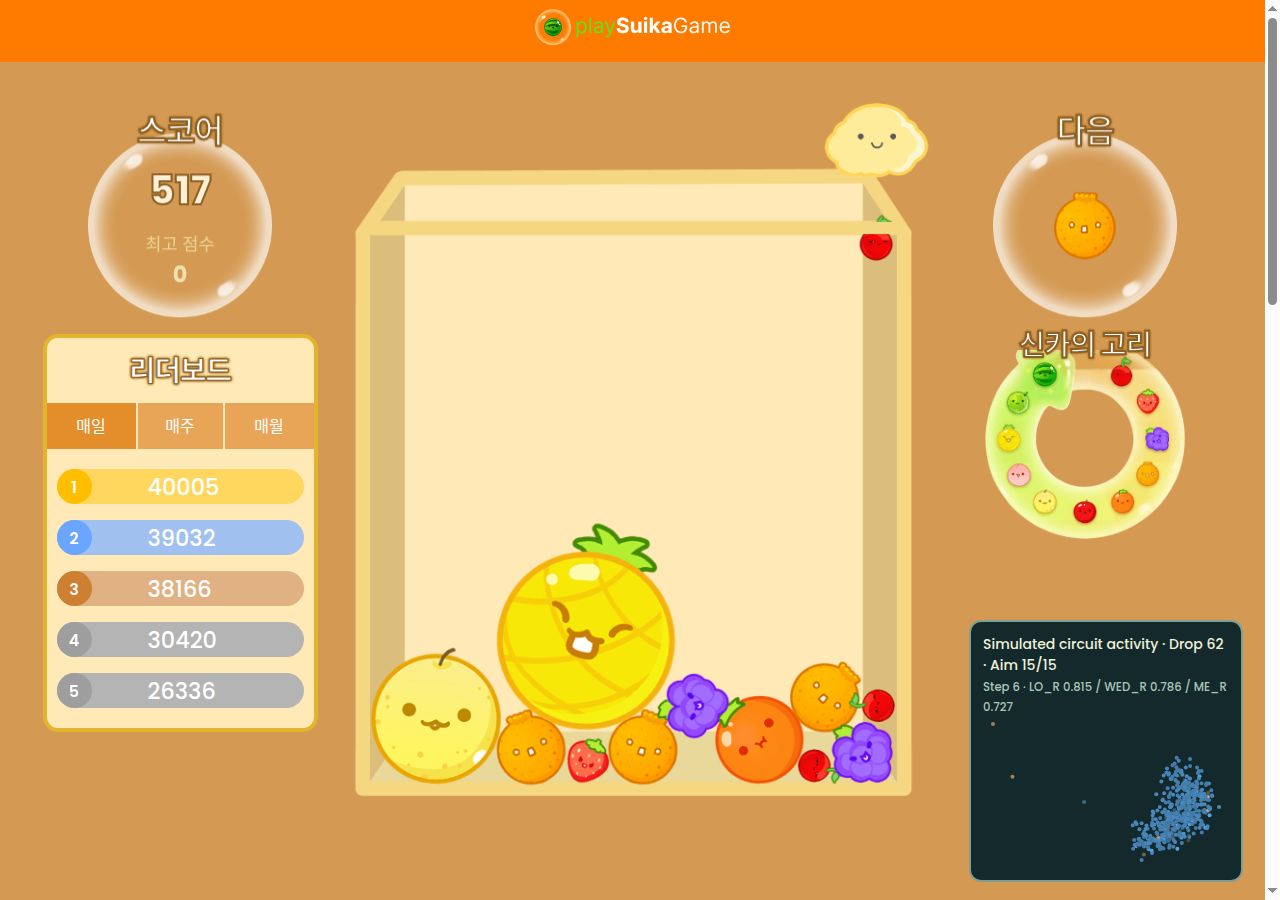 playSuikaGame
스코어
517
최고 점수
0
다음
리더보드
매일 매주 매월
1 40005
2 39032
3 38166
4 30420
5 26336
신카의 고리
Simulated circuit activity · Drop 62
· Aim 15/15
Step 6 · LO_R 0.815 / WED_R 0.786 / ME_R
0.727